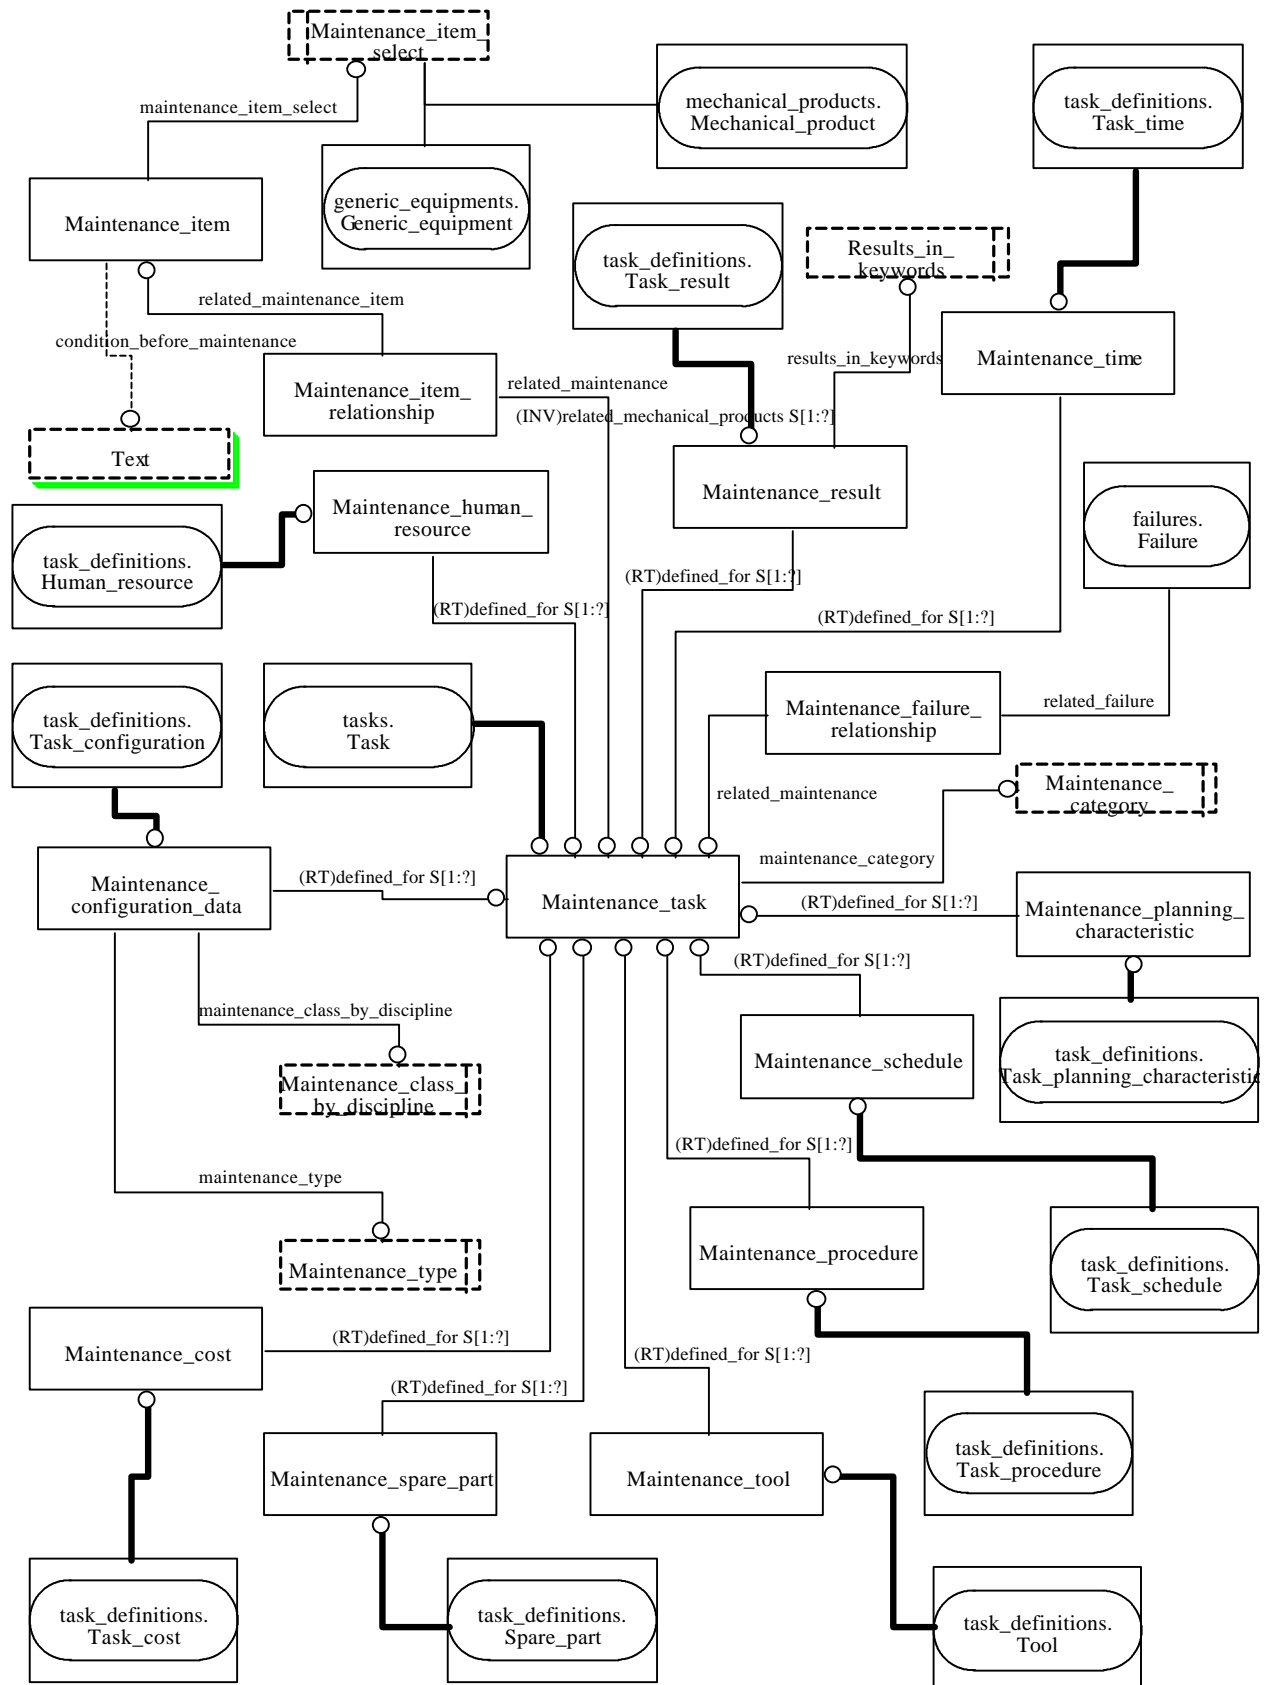 Maintenance_item_
select
maintenance_item_select
mechanical_products.
Mechanical_product
task_definitions.
Task_time
generic_equipments.
Generic_equipment
Maintenance_item
task_definitions.
Task_result
Results_in_
keywords
related_maintenance_item
condition_before_maintenance
Maintenance_item_
relationship
related_maintenance
results_in_keywords
Maintenance_time
(INV)related_mechanical_products S[1:?]
Text
Maintenance_result
Maintenance_human_
resource
failures.
Failure
task_definitions.
Human_resource
(RT)defined_for S[1:?]
(RT)defined_for S[1:?]
(RT)defined_for S[1:?]
task_definitions.
Task_configuration
tasks.
Task
Maintenance_failure_
relationship
related_failure
related_maintenance
Maintenance_
category
maintenance_category
Maintenance_
configuration_data
(RT)defined_for S[1:?]
Maintenance_task
(RT)defined_for S[1:?]
Maintenance_planning_
characteristic
(RT)defined_for S[1:?]
maintenance_class_by_discipline
Maintenance_class_
by_discipline
Maintenance_schedule
task_definitions.
Task_planning_characteristic
(RT)defined_for S[1:?]
maintenance_type
Maintenance_type
Maintenance_procedure
task_definitions.
Task_schedule
Maintenance_cost
(RT)defined_for S[1:?]
(RT)defined_for S[1:?]
(RT)defined_for S[1:?]
Maintenance_spare_part
Maintenance_tool
task_definitions.
Task_procedure
task_definitions.
Task_cost
task_definitions.
Spare_part
task_definitions.
Tool